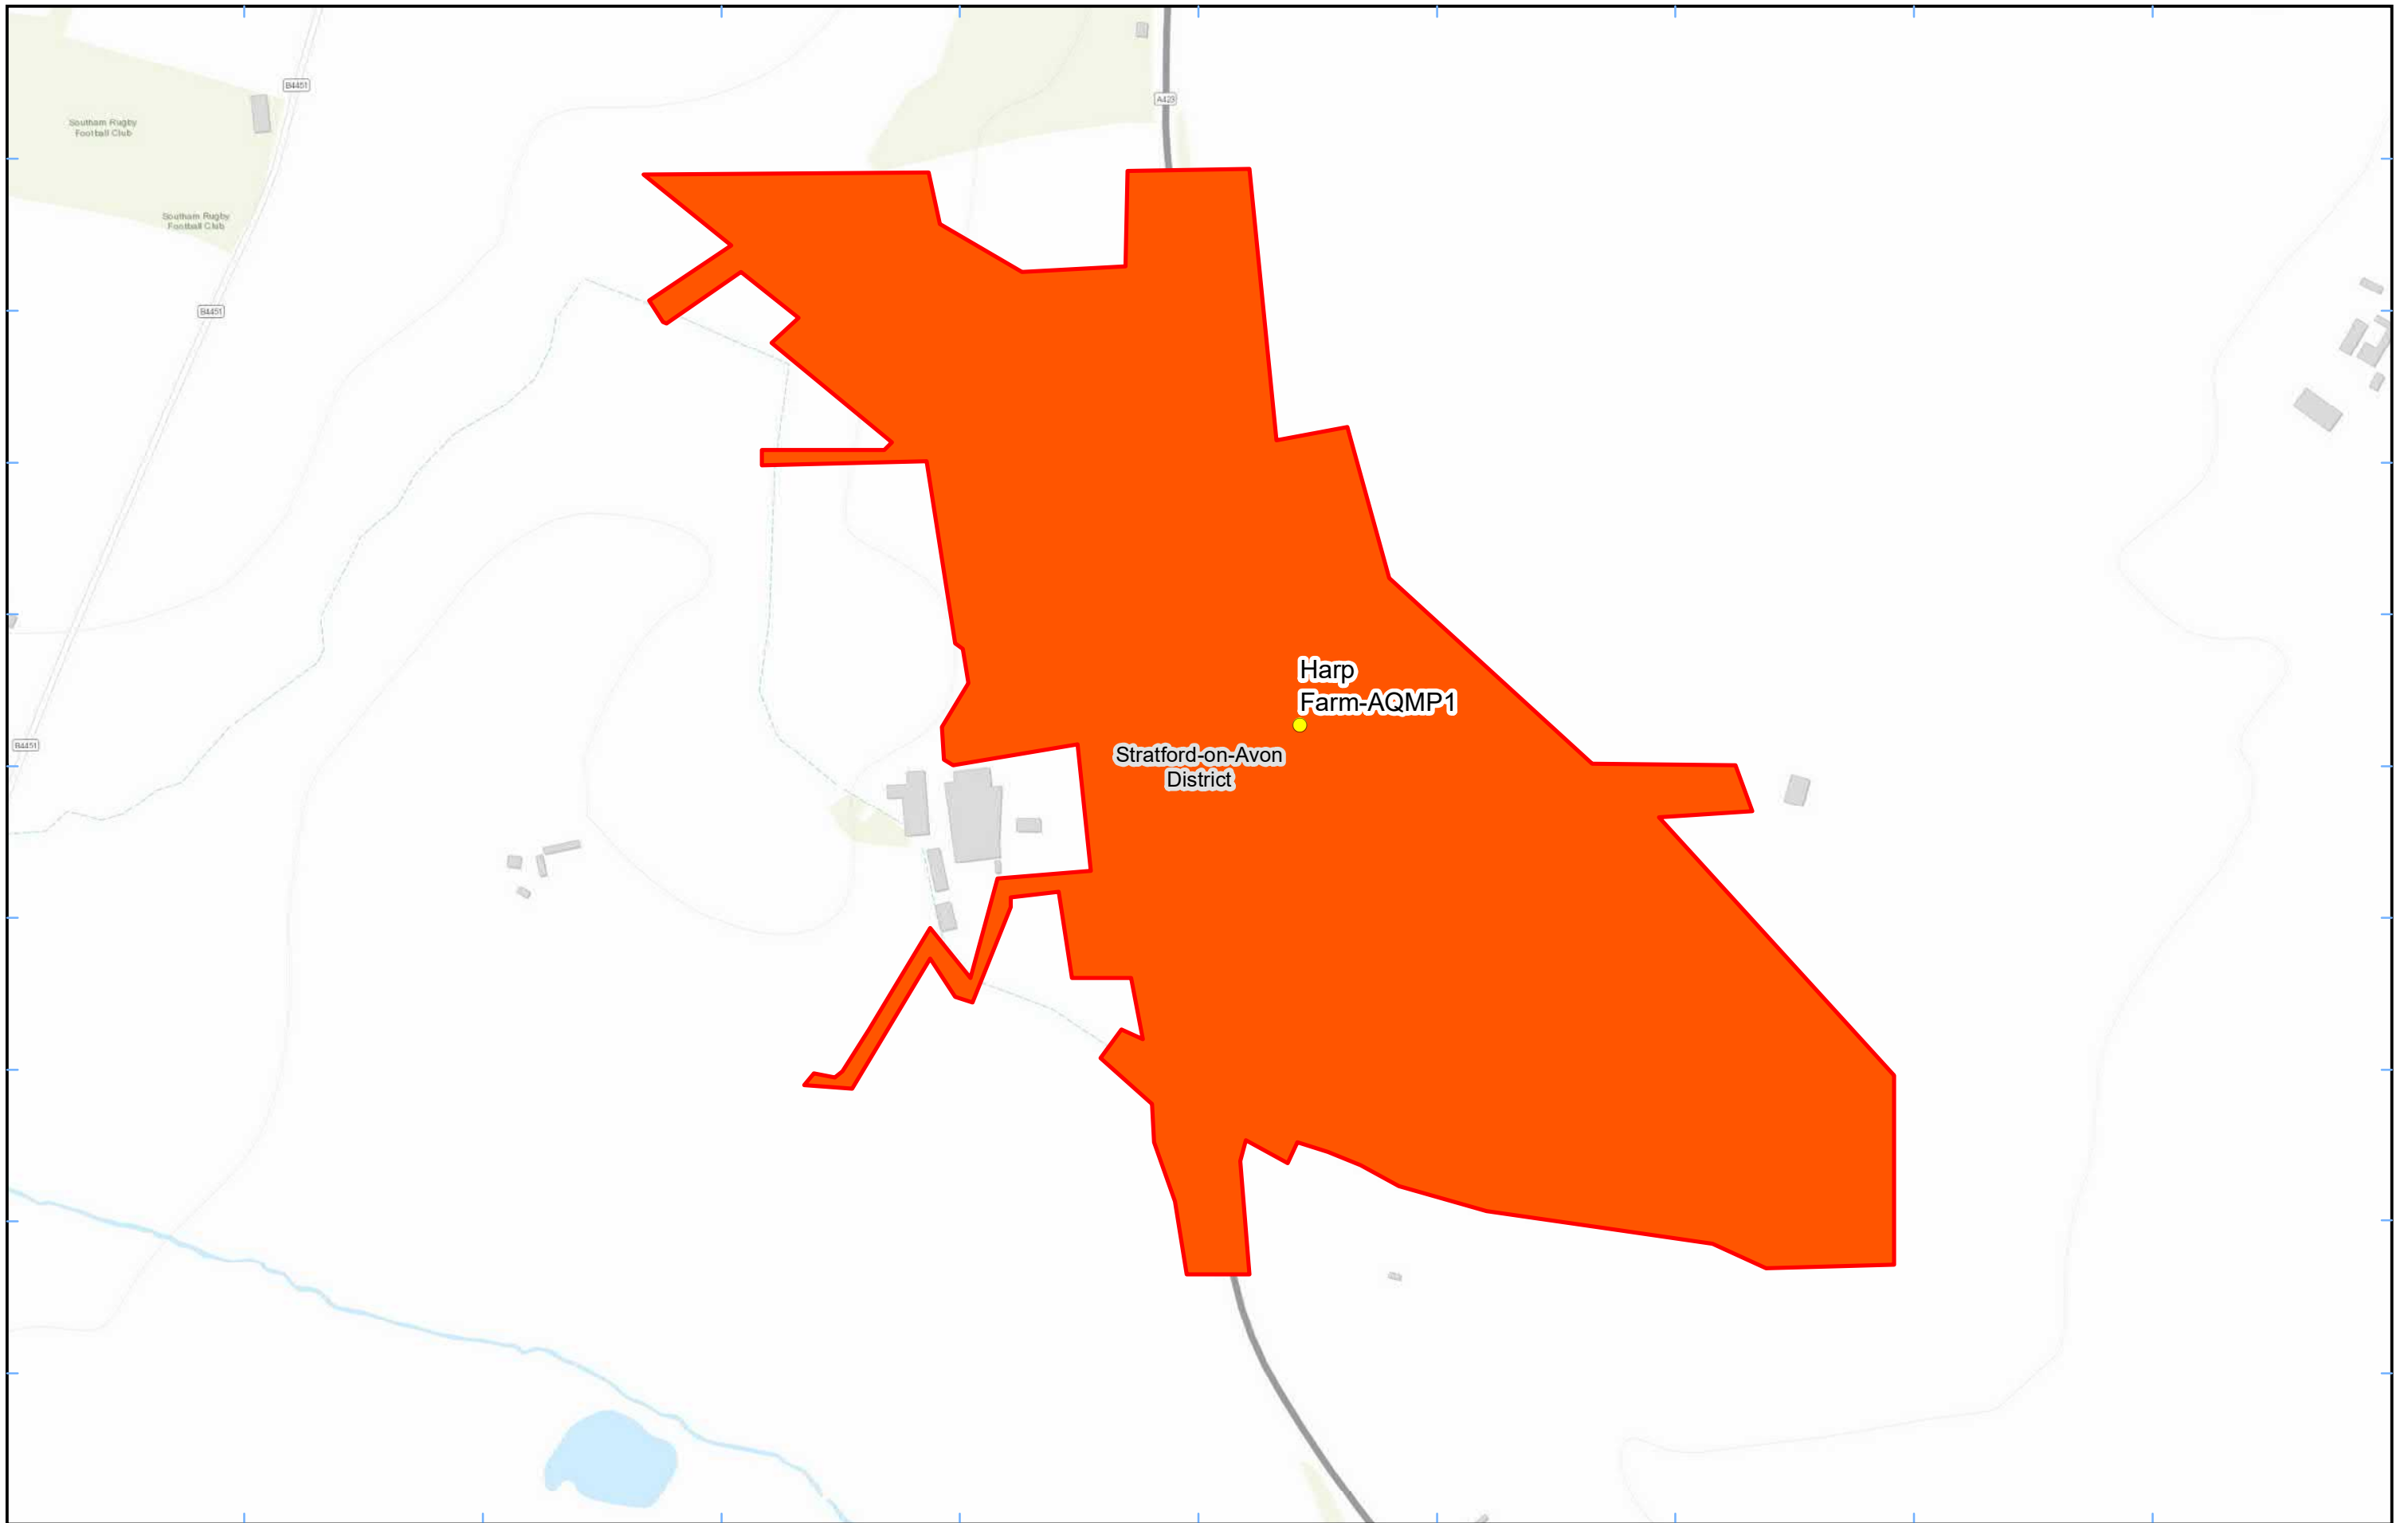 B4451
A423
Southam Rugby
Football Club
Southam Rugby
Football Club
B4451
Harp
Farm-AQMP1
B4451
Stratford-on-Avon
District